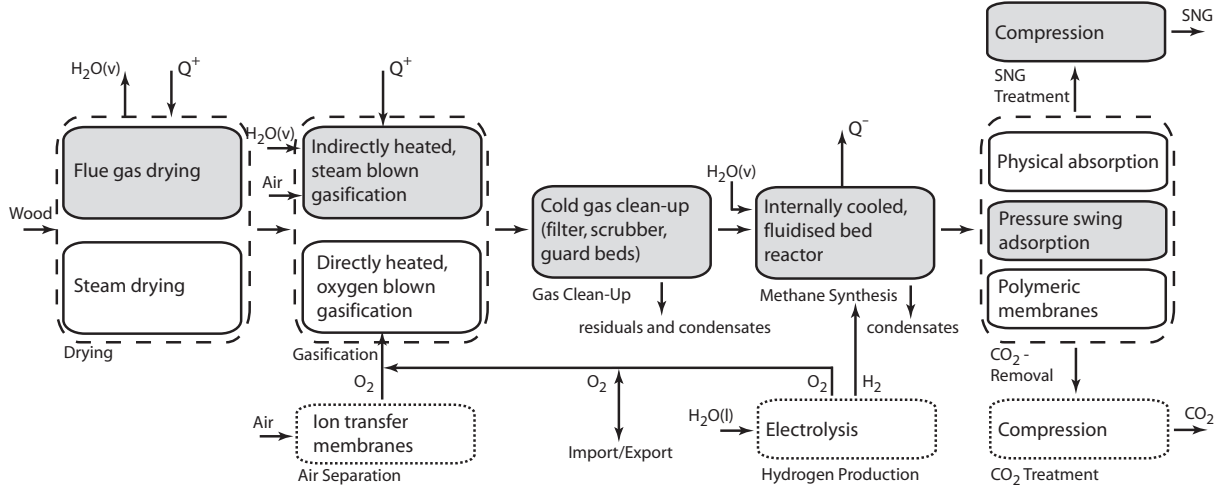 SNG
Compression
SNG
Treatment
H₂O(v)
Q⁺
Q⁺
Flue gas drying
H₂O(v)
Air
Indirectly heated,
steam blown
gasification
Q⁻
H₂O(v)
Physical absorption
Wood
Cold gas clean-up
(filter, scrubber,
guard beds)
Internally cooled,
fluidised bed
reactor
Pressure swing
adsorption
Steam drying
Directly heated,
oxygen blown
gasification
Polymeric
membranes
Gas Clean-Up
Methane Synthesis
residuals and condensates
condensates
Drying
Gasification
CO₂ -
Removal
O₂
O₂
O₂
H₂
Air
Ion transfer
membranes
Air Separation
Import/Export
H₂O(l)
Electrolysis
Hydrogen Production
Compression
CO₂
CO₂ Treatment